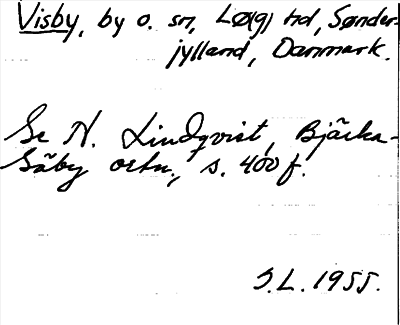 Visby, by o. sn, Lø(g) hd, Sønder-
jylland, Danmark.
Se N. Lindqvist, Bjärka-
Säby ortn., s. 400 f.
S.L. 1955.